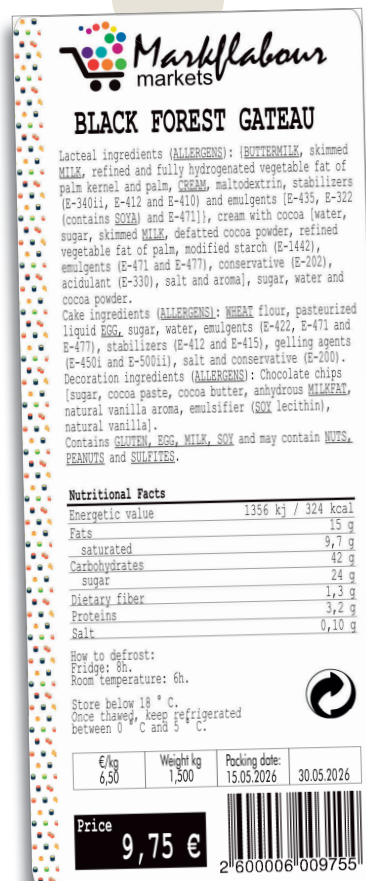 Markflabour
markets
BLACK FOREST GATEAU
Lacteal ingredients (ALLERGENS): {BUTTERMILK, skimmed
MILK, refined and fully hydrogenated vegetable fat of
palm kernel and palm, CREAM, maltodextrin, stabilizers
(E-340ii, E-412 and E-410) and emulgents [E-435, E-322
(contains SOYA) and E-471]}, cream with cocoa [water,
sugar, skimmed MILK, defatted cocoa powder, refined
vegetable fat of palm, modified starch (E-1442),
emulgents (E-471 and E-477), conservative (E-202),
acidulant (E-330), salt and aroma], sugar, water and
cocoa powder.
Cake ingredients (ALLERGENS): WHEAT flour, pasteurized
liquid EGG, sugar, water, emulgents (E-422, E-471 and
E-477), stabilizers (E-412 and E-415), gelling agents
(E-450i and E-500ii), salt and conservative (E-200).
Decoration ingredients (ALLERGENS): Chocolate chips
[sugar, cocoa paste, cocoa butter, anhydrous MILKFAT,
natural vanilla aroma, emulsifier (SOY lecithin),
natural vanilla].
Contains GLUTEN, EGG, MILK, SOY and may contain NUTS,
PEANUTS and SULFITES.
Nutritional Facts
Energetic value 1356 kj / 324 kcal
Fats 15 g
saturated 9,7 g
Carbohydrates 42 g
sugar 24 g
Dietary fiber 1,3 g
Proteins 3,2 g
Salt 0,10 g
How to defrost:
Fridge: 8h.
Room temperature: 6h.
Store below 18 ° C.
Once thawed, keep refrigerated
between 0 ° C and 5 ° C.
€/kg Weight kg Packing date:
6,50 1,500 15.05.2026 30.05.2026
Price
9,75 €
2 600006 009755